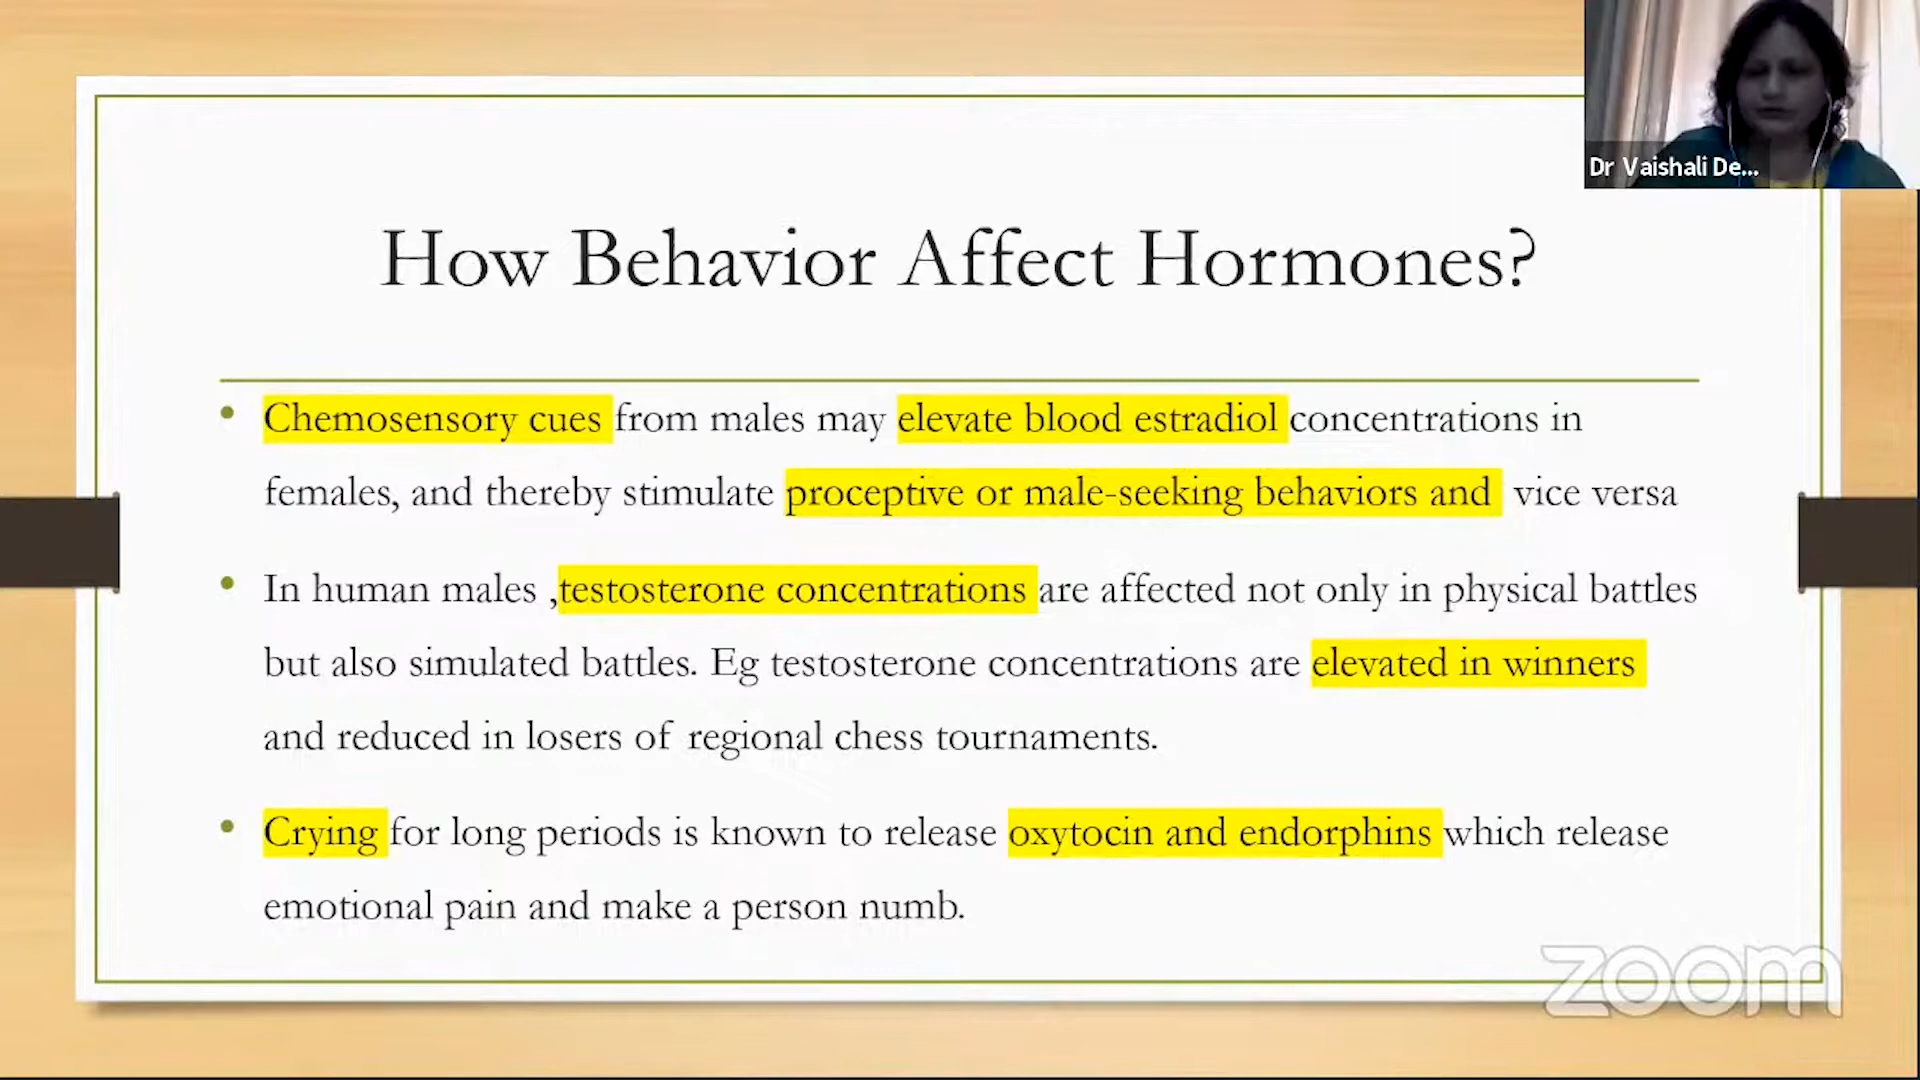 Dr Vaishali De...
How Behavior Affect Hormones?
• Chemosensory cues from males may elevate blood estradiol concentrations in
females, and thereby stimulate proceptive or male-seeking behaviors and vice versa
• In human males ,testosterone concentrations are affected not only in physical battles
but also simulated battles. Eg testosterone concentrations are elevated in winners
and reduced in losers of regional chess tournaments.
• Crying for long periods is known to release oxytocin and endorphins which release
emotional pain and make a person numb.
zoom